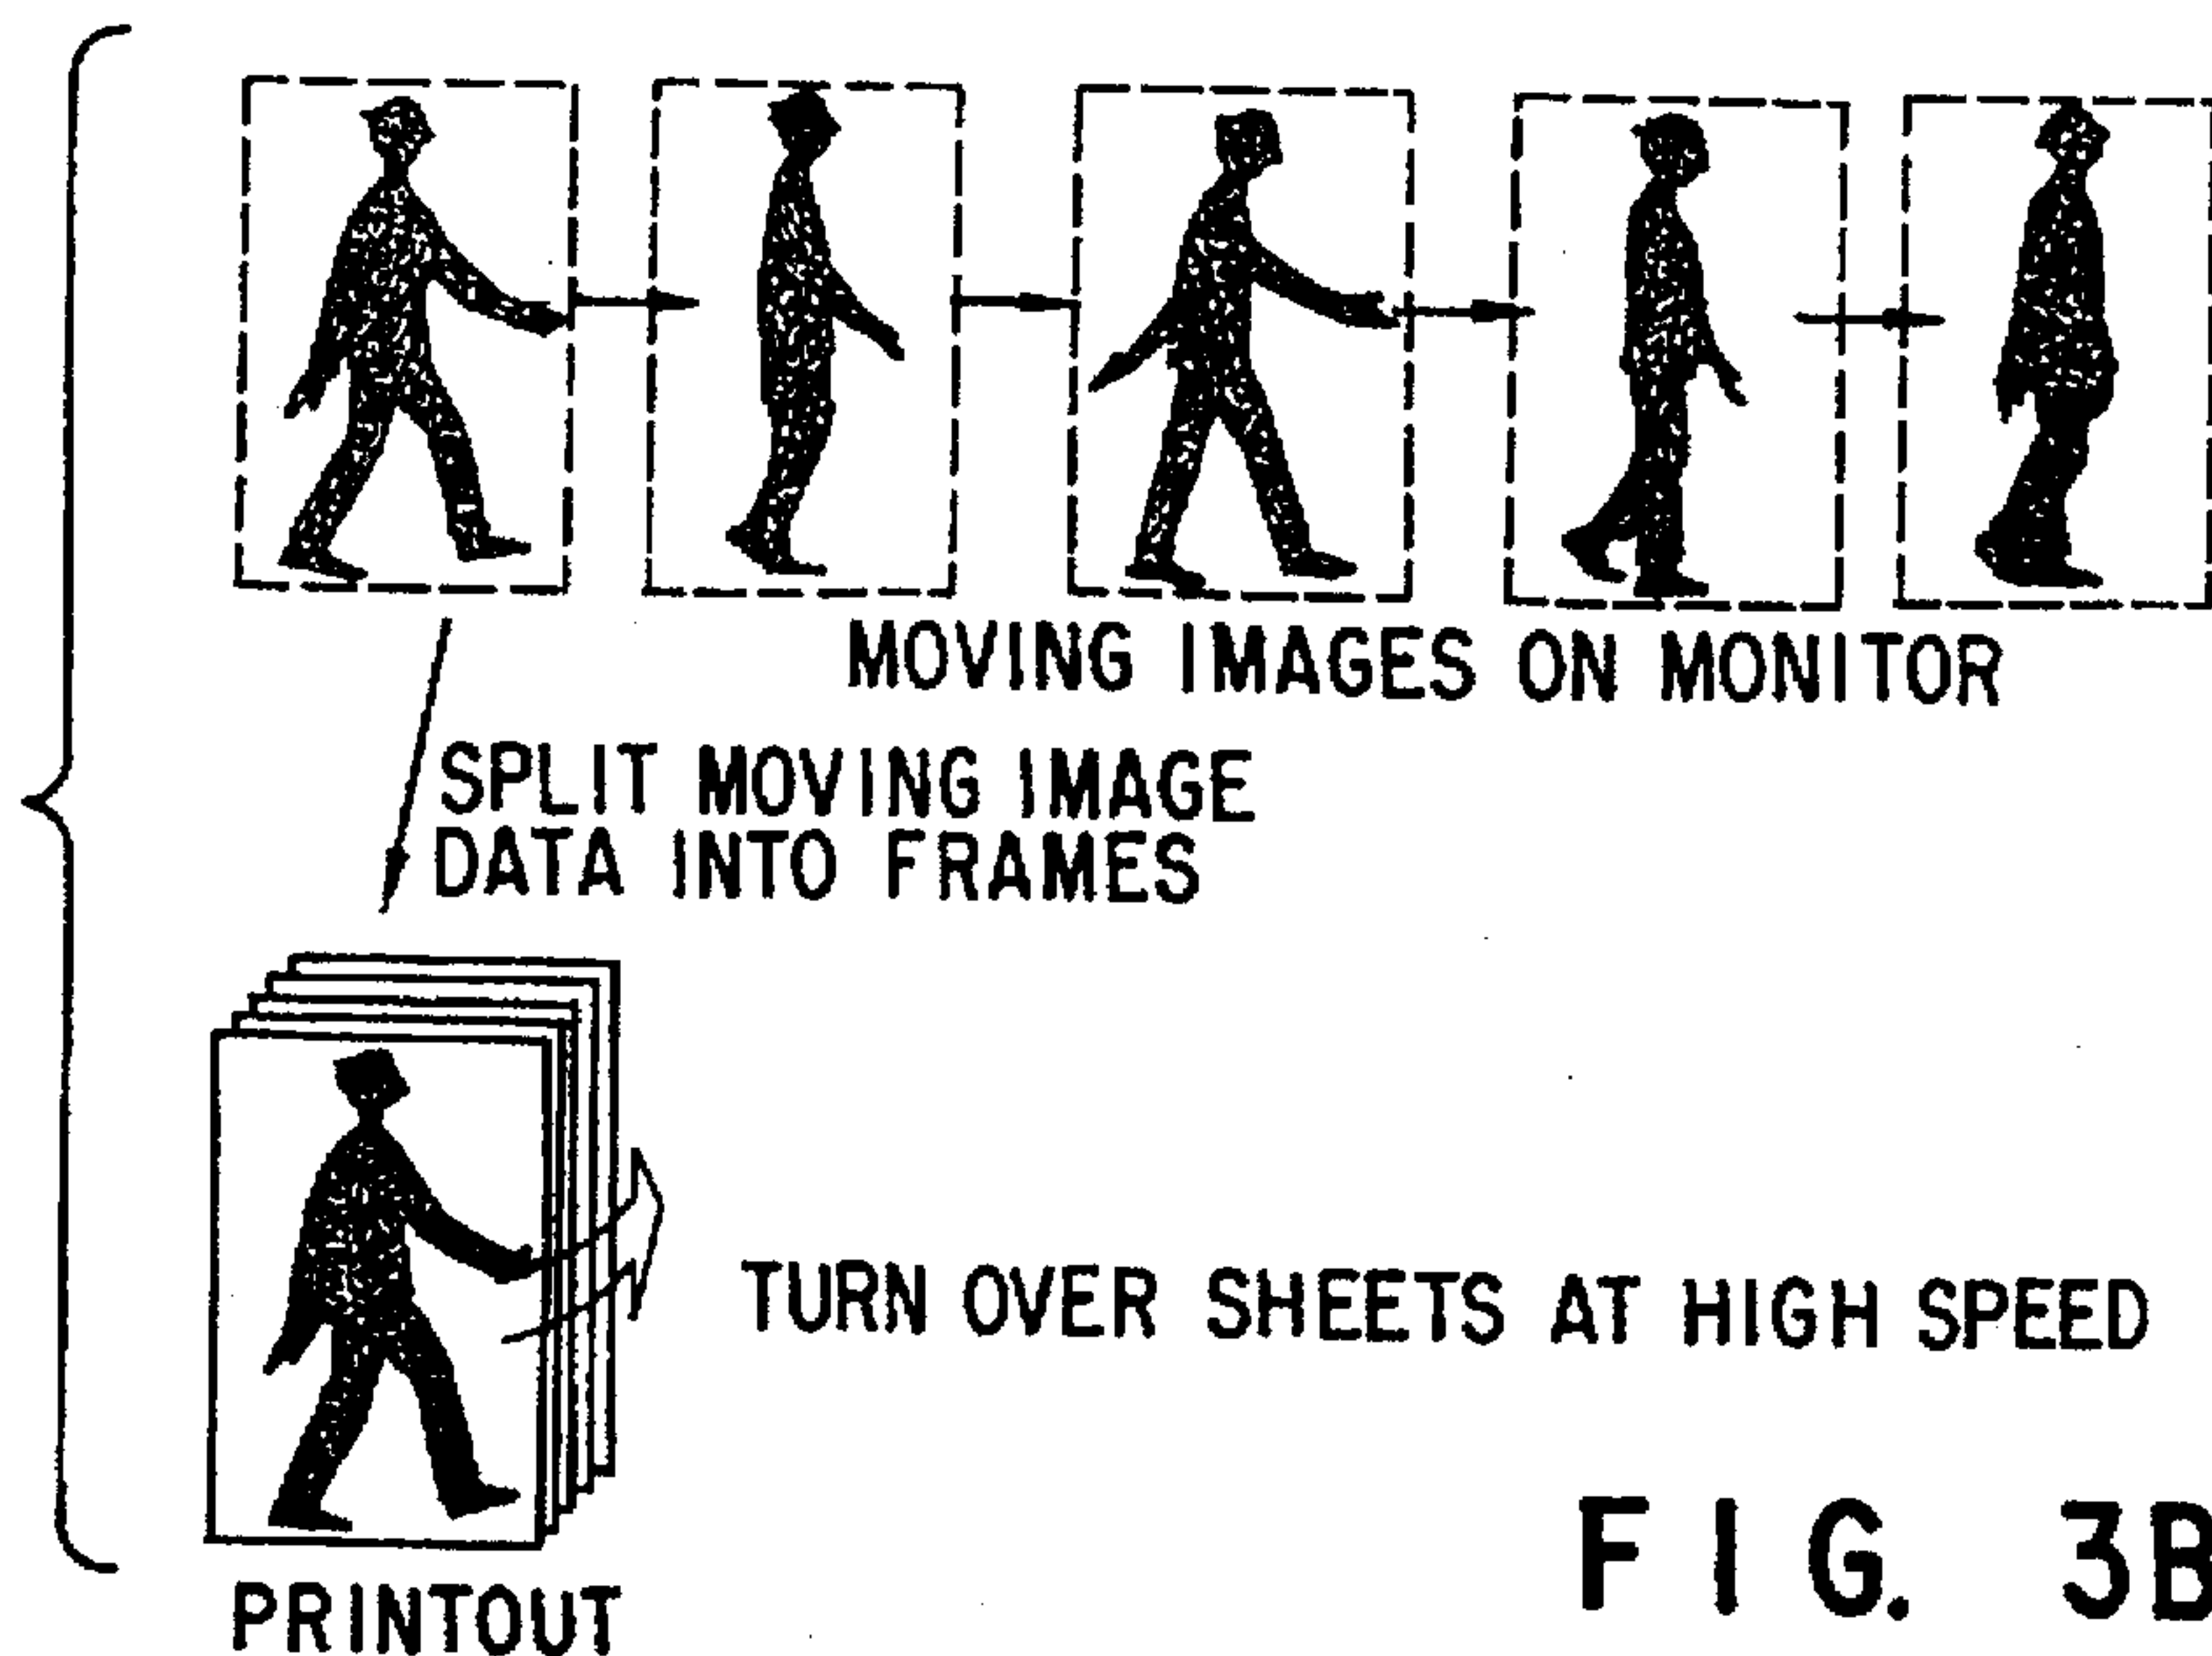 MOVING IMAGES ON MONITOR
SPLIT MOVING IMAGE
DATA INTO FRAMES
TURN OVER SHEETS AT HIGH SPEED
FIG. 3B
PRINTOUT